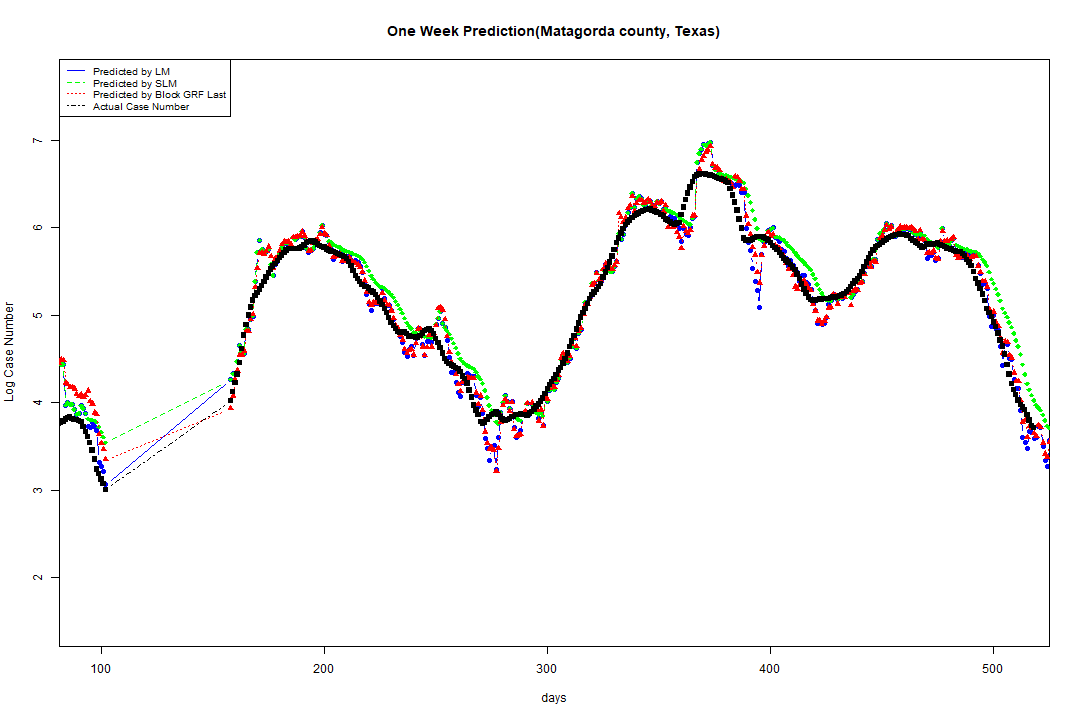 One Week Prediction(Matagorda county, Texas)
Predicted by LM
Predicted by SLM
Predicted by Block GRF Last
Actual Case Number
7
6
5
4
3
2
Log Case Number
100 200 300 400 500
days